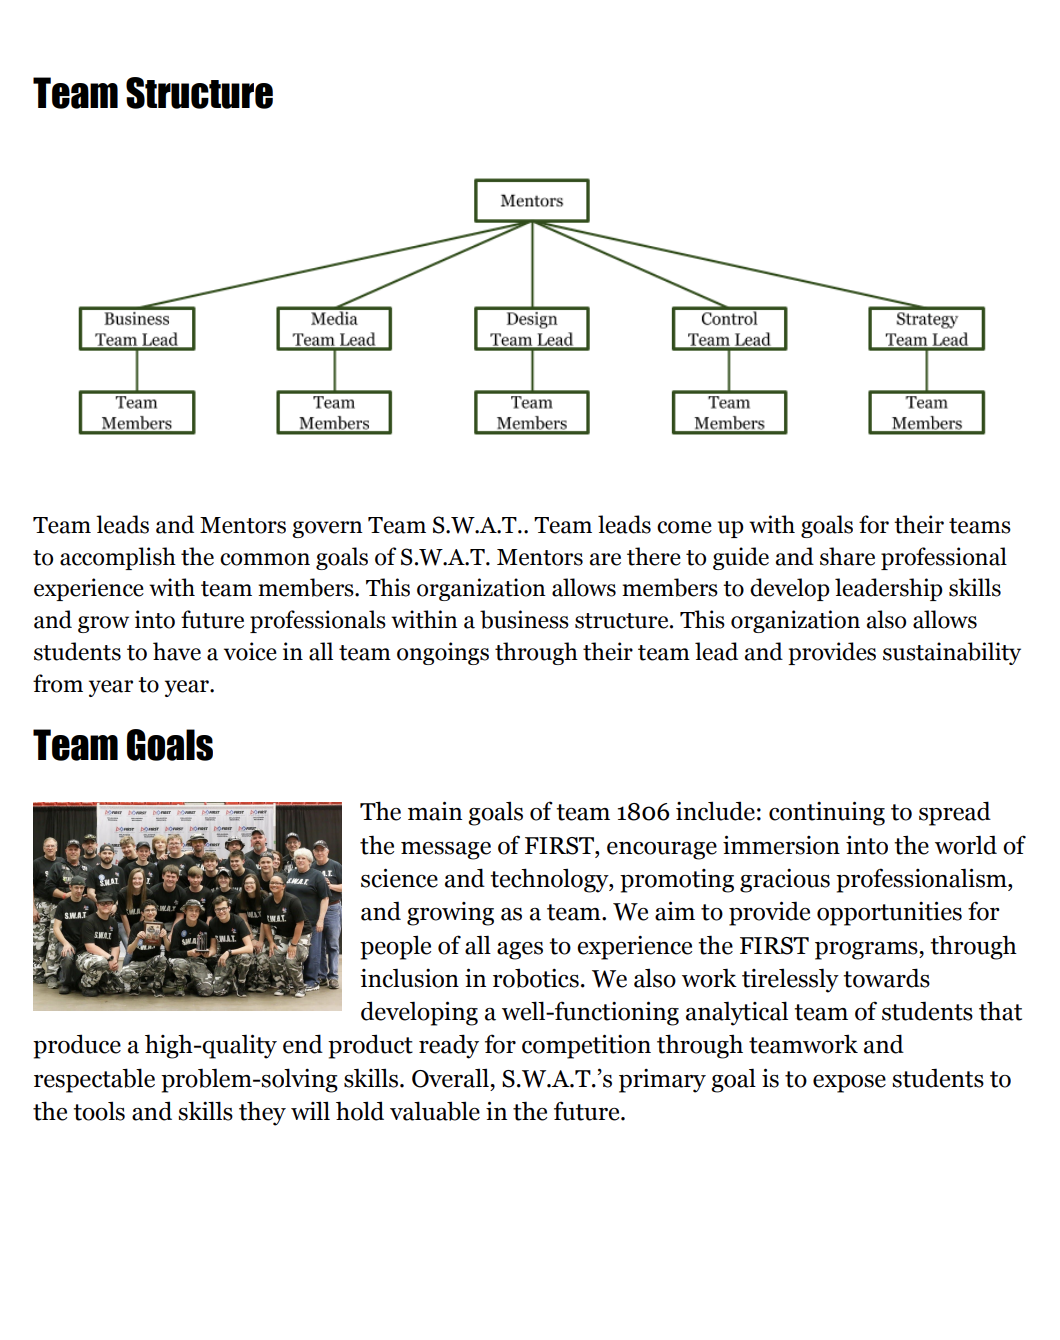 Team Structure
Mentors
Business
Team Lead
Media
Team Lead
Design
Team Lead
Control
Team Lead
Strategy
Team Lead
Team
Members
Team
Members
Team
Members
Team
Members
Team
Members
Team leads and Mentors govern Team S.W.A.T.. Team leads come up with goals for their teams
to accomplish the common goals of S.W.A.T. Mentors are there to guide and share professional
experience with team members. This organization allows members to develop leadership skills
and grow into future professionals within a business structure. This organization also allows
students to have a voice in all team ongoings through their team lead and provides sustainability
from year to year.
Team Goals
The main goals of team 1806 include: continuing to spread
the message of FIRST, encourage immersion into the world of
science and technology, promoting gracious professionalism,
and growing as a team. We aim to provide opportunities for
people of all ages to experience the FIRST programs, through
inclusion in robotics. We also work tirelessly towards
developing a well-functioning analytical team of students that
produce a high-quality end product ready for competition through teamwork and
respectable problem-solving skills. Overall, S.W.A.T.’s primary goal is to expose students to
the tools and skills they will hold valuable in the future.